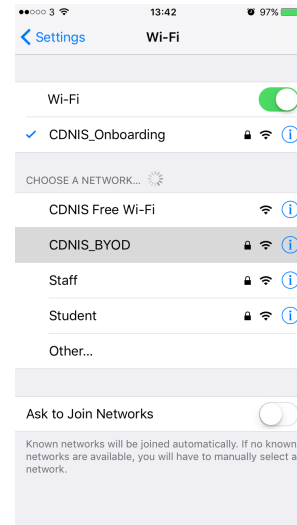 3 13:42 97%
Settings Wi-Fi
Wi-Fi
CDNIS_Onboarding
CHOOSE A NETWORK...
CDNIS Free Wi-Fi
CDNIS_BYOD
Staff
Student
Other...
Ask to Join Networks
Known networks will be joined automatically. If no known
networks are available, you will have to manually select a
network.